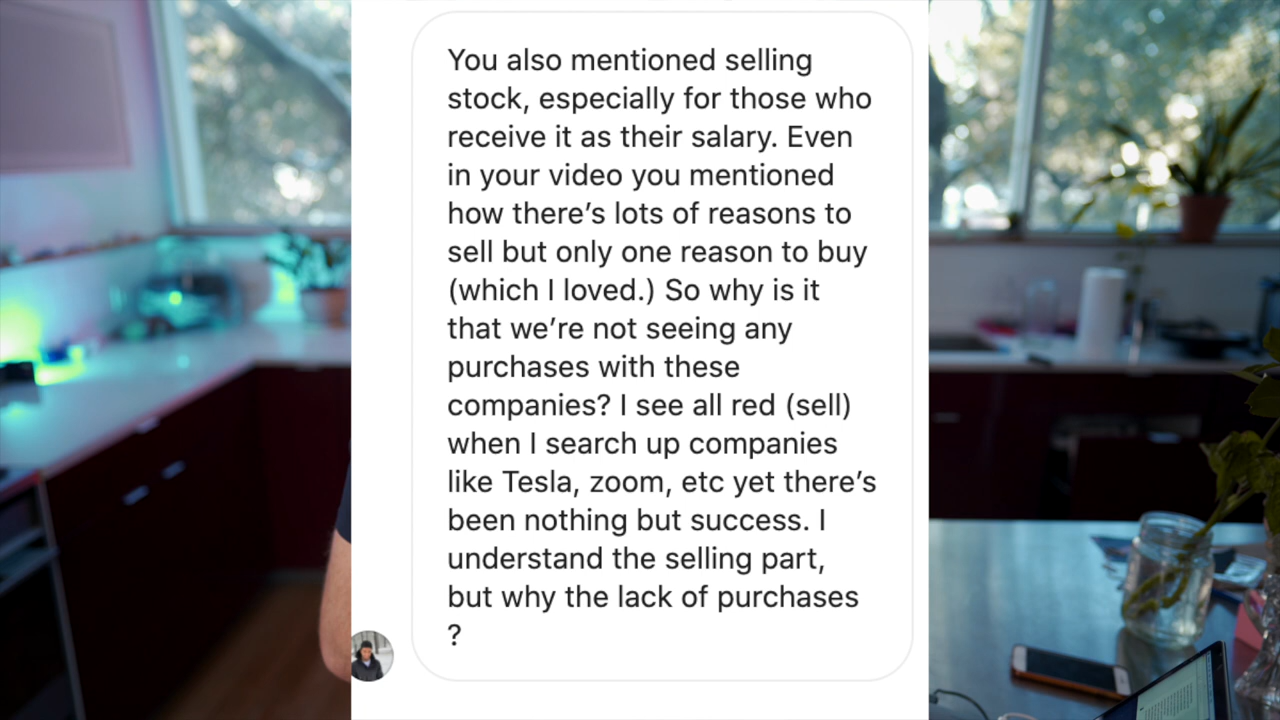 You also mentioned selling
stock, especially for those who
receive it as their salary. Even
in your video you mentioned
how there’s lots of reasons to
sell but only one reason to buy
(which I loved.) So why is it
that we’re not seeing any
purchases with these
companies? I see all red (sell)
when I search up companies
like Tesla, zoom, etc yet there’s
been nothing but success. I
understand the selling part,
but why the lack of purchases
?